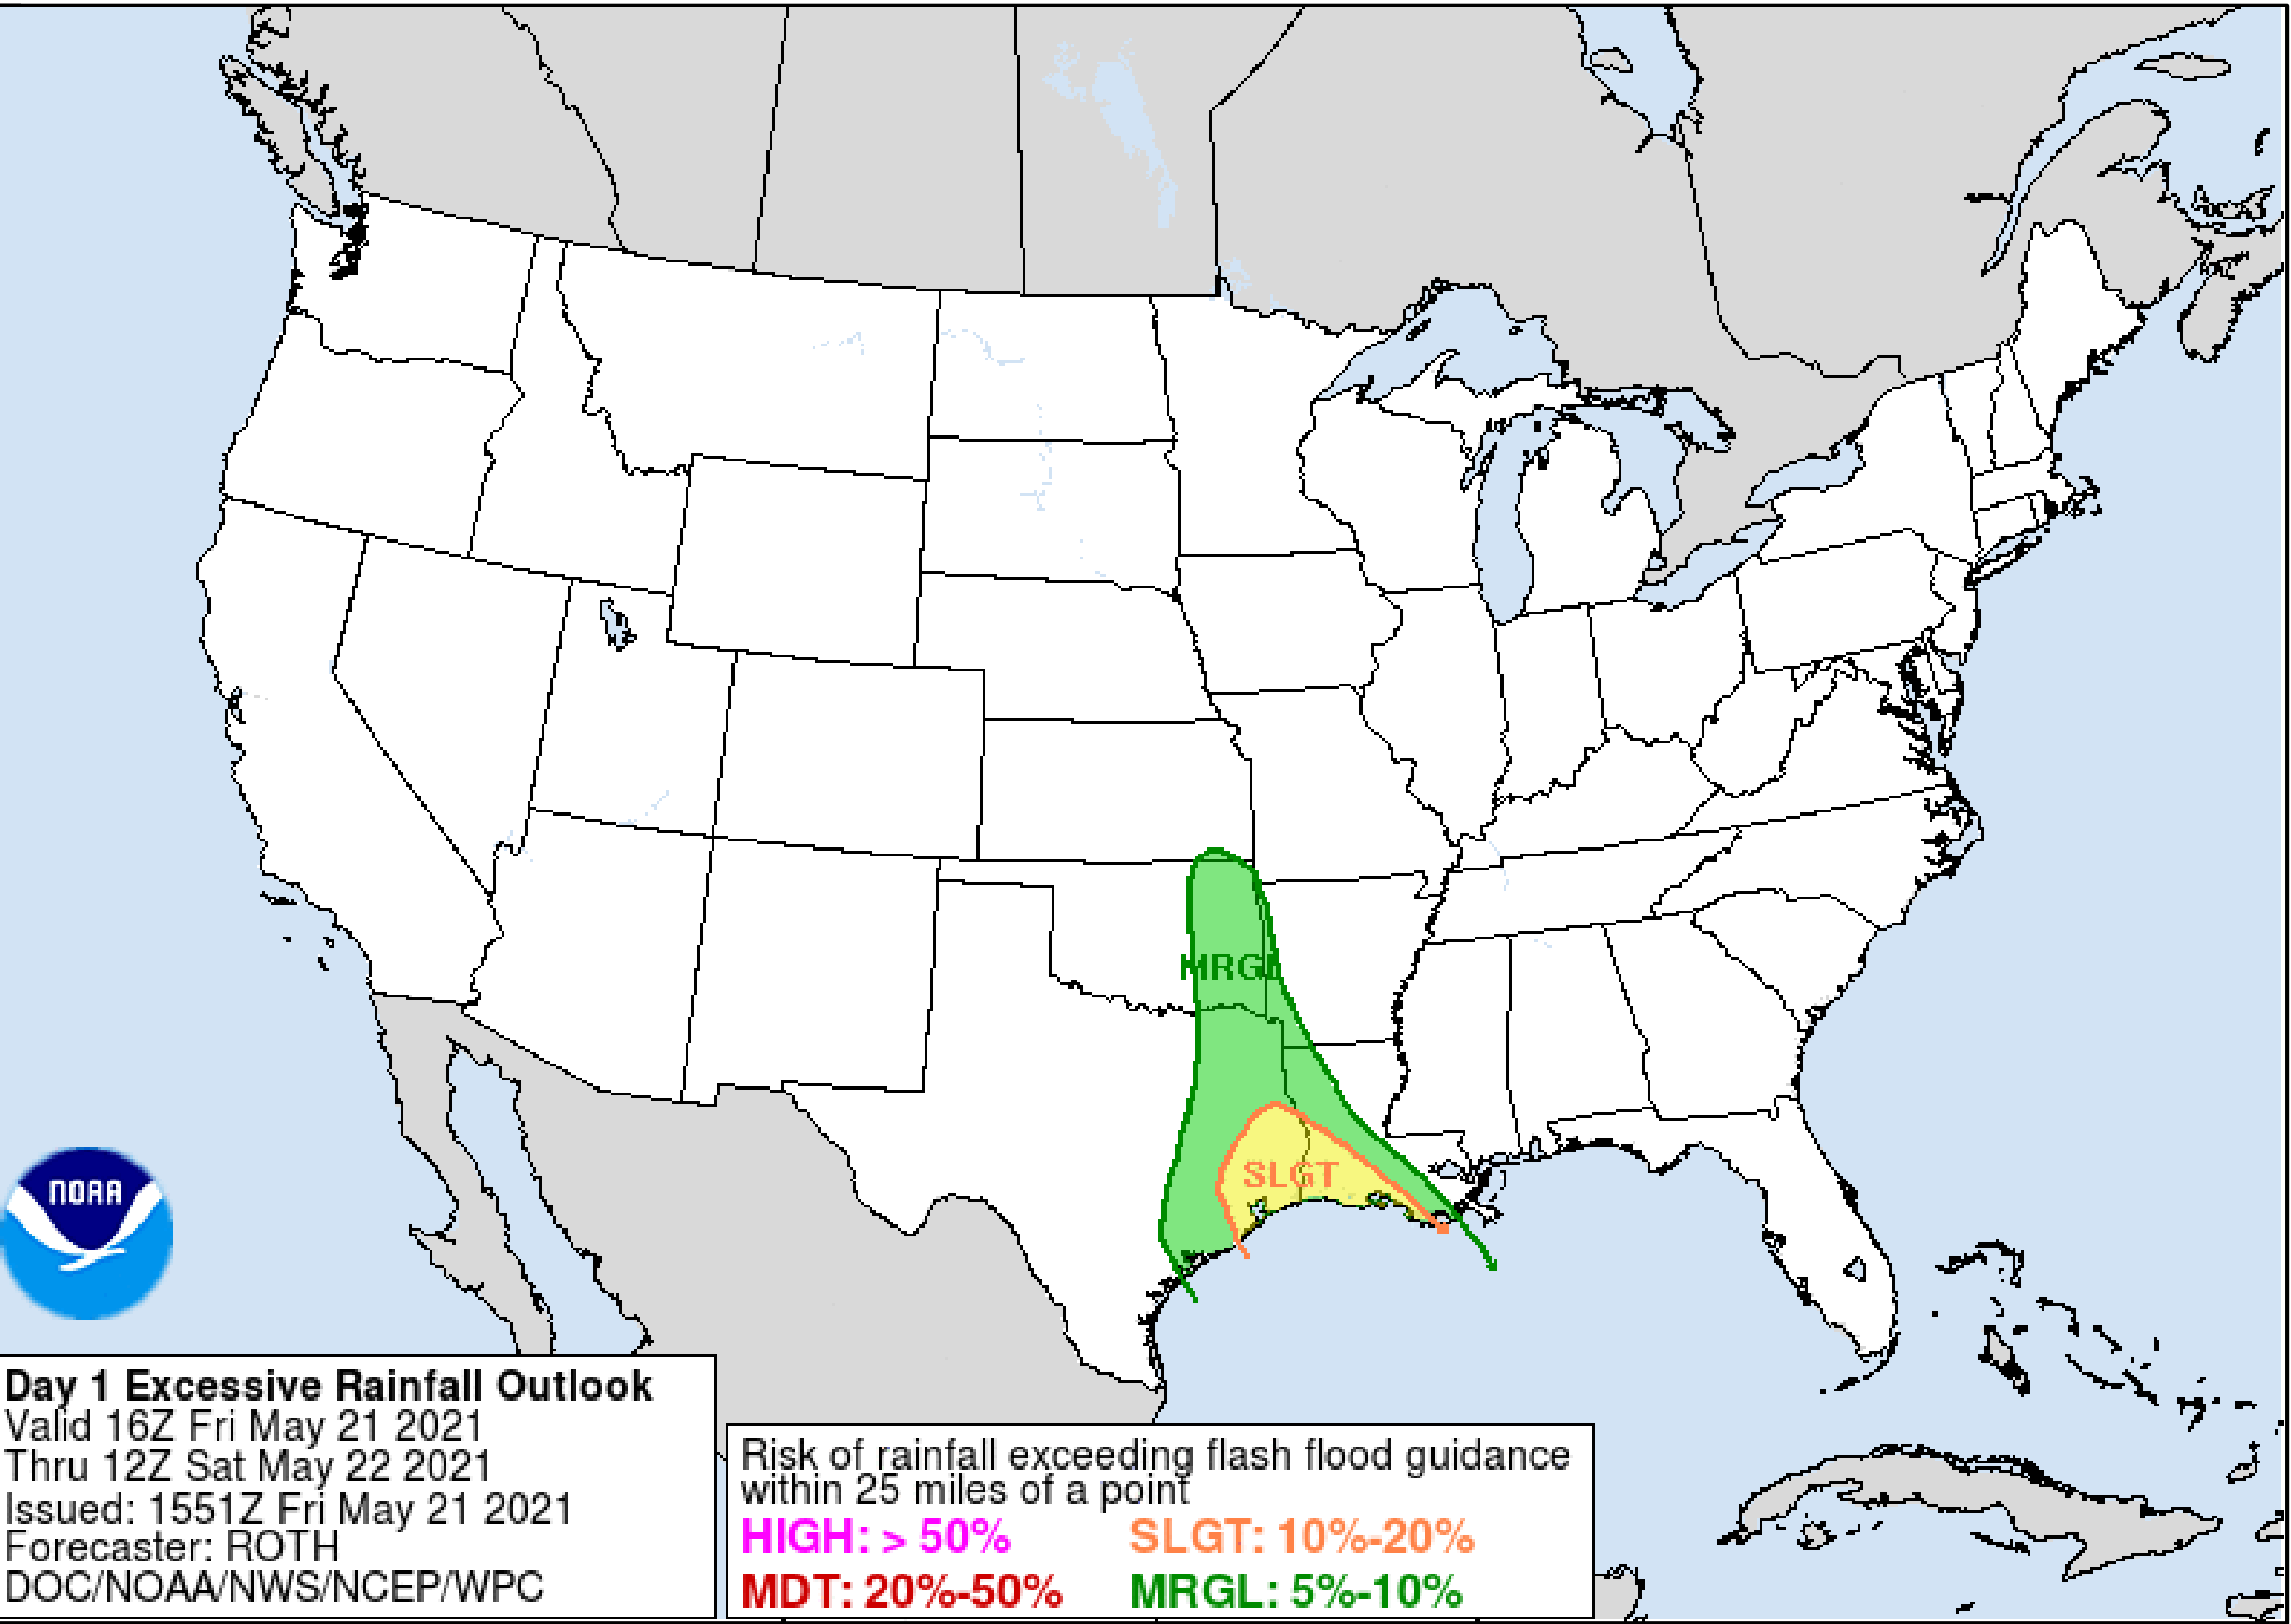 MRGL
SLGT
NOAA
Day 1 Excessive Rainfall Outlook
Valid 16Z Fri May 21 2021
Thru 12Z Sat May 22 2021
Issued: 1551Z Fri May 21 2021
Forecaster: ROTH
DOC/NOAA/NWS/NCEP/WPC
Risk of rainfall exceeding flash flood guidance
within 25 miles of a point
HIGH: > 50% SLGT: 10%-20%
MDT: 20%-50% MRGL: 5%-10%